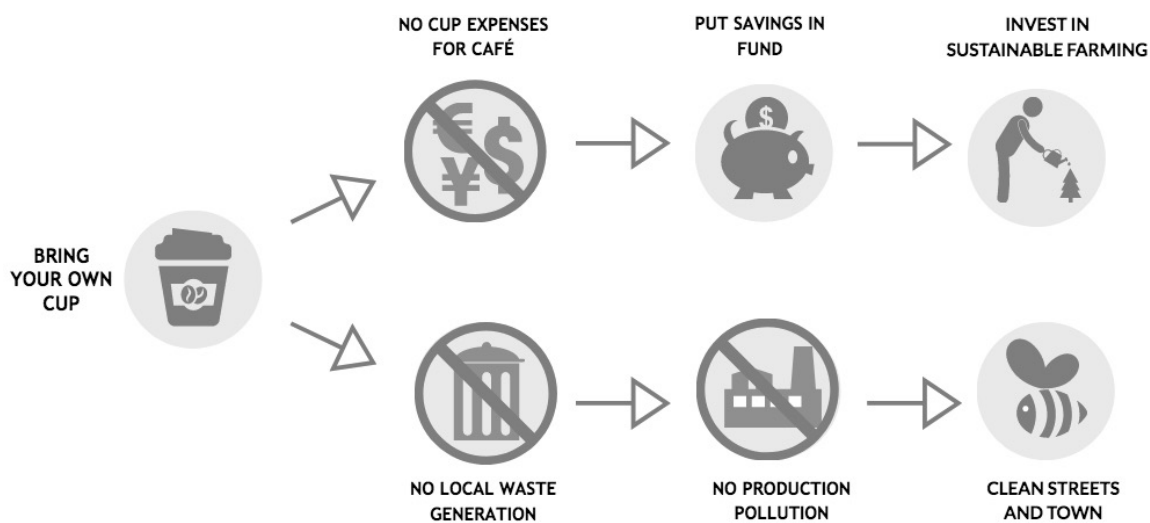 NO CUP EXPENSES
FOR CAFÉ
PUT SAVINGS IN
FUND
INVEST IN
SUSTAINABLE FARMING
€
$
¥
$
BRING
YOUR OWN
CUP
NO LOCAL WASTE
GENERATION
NO PRODUCTION
POLLUTION
CLEAN STREETS
AND TOWN